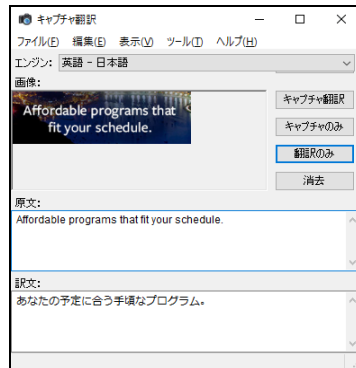 キャプチャ翻訳
ファイル(F) 編集(E) 表示(V) ツール(T) ヘルプ(H)
エンジン: 英語 - 日本語
画像:
Affordable programs that
fit your schedule.
キャプチャ翻訳
キャプチャのみ
翻訳のみ
消去
原文:
Affordable programs that fit your schedule.
訳文:
あなたの予定に合う手頃なプログラム。